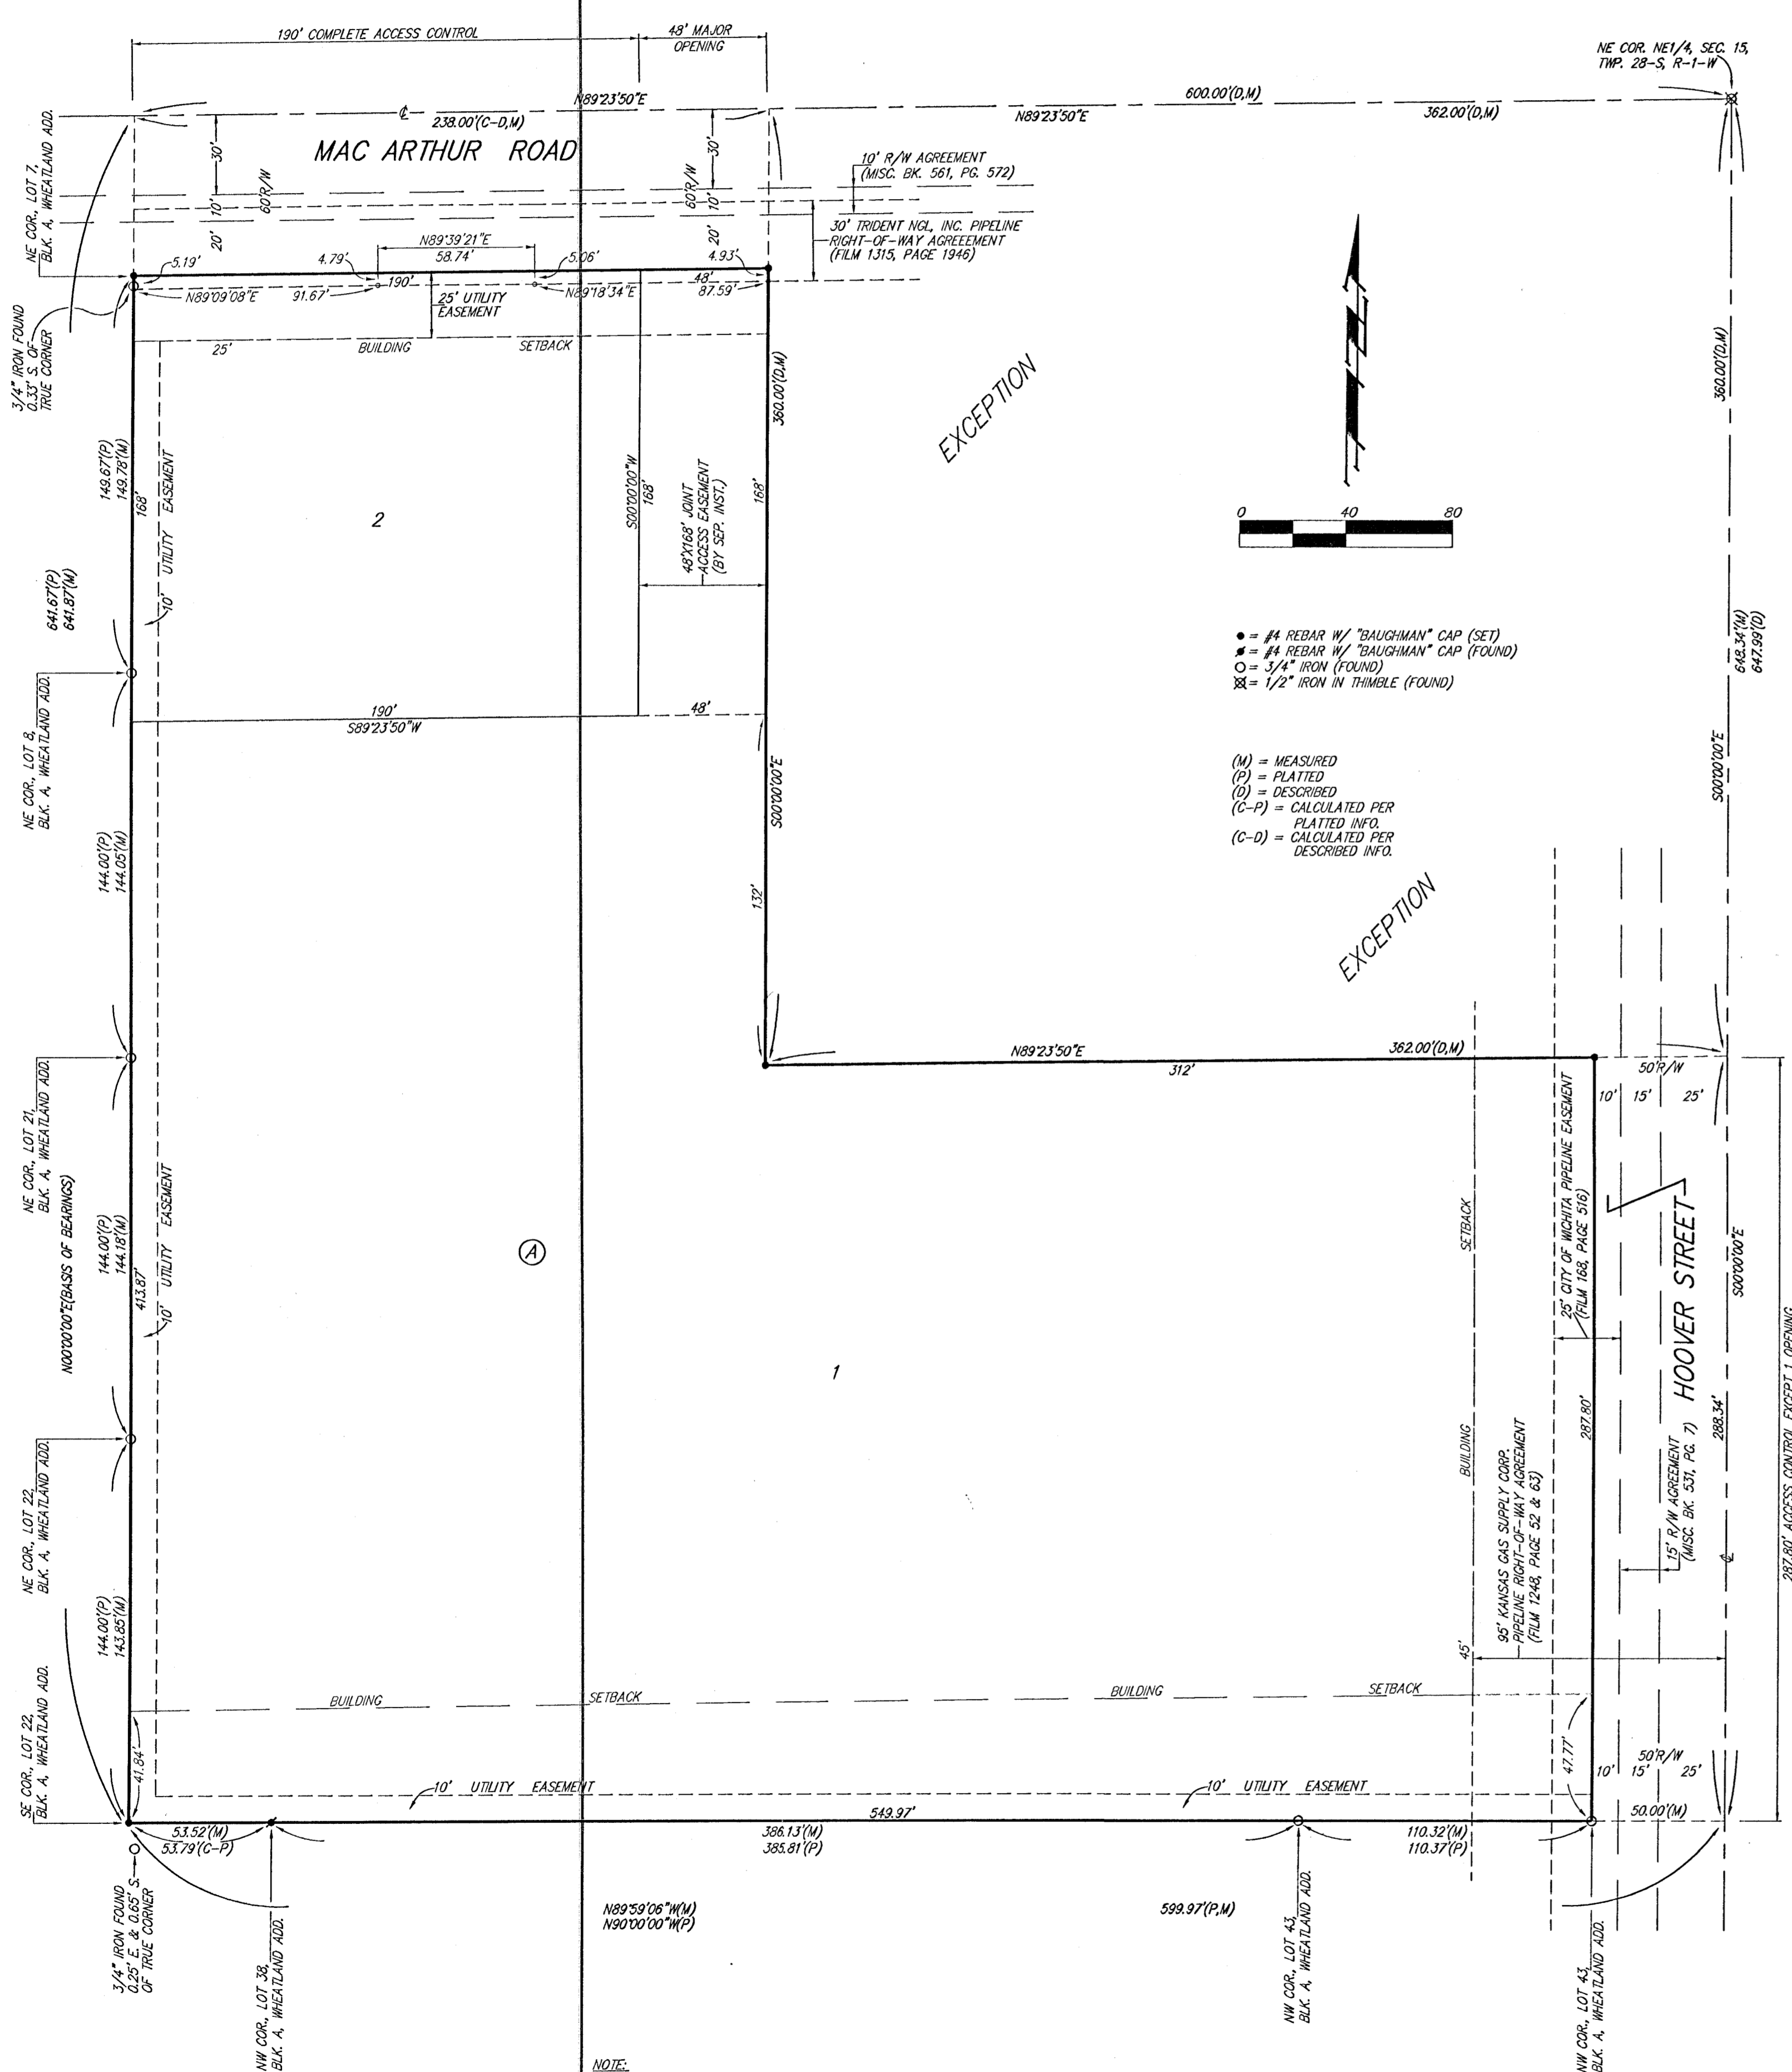 190' COMPLETE ACCESS CONTROL
48' MAJOR
OPENING
NE COR. NE1/4, SEC. 15,
TWP. 28-S, R-1-W
N89°23'50"E
600.00'(D,M)
℄
238.00'(C-D,M)
N89°23'50"E
362.00'(D,M)
NE COR., LOT 7,
BLK. A, WHEATLAND ADD.
MAC ARTHUR ROAD
30'
30'
10' R/W AGREEMENT
(MISC. BK. 561, PG. 572)
10'
60'R/W
60'R/W
10'
20'
20'
30' TRIDENT NGL, INC. PIPELINE
RIGHT-OF-WAY AGREEEMENT
(FILM 1315, PAGE 1946)
N89°39'21"E
58.74'
5.19'
4.79'
5.06'
4.93'
N89°09'08"E
91.67'
190'
N89°18'34"E
48'
87.59'
25' UTILITY
EASEMENT
3/4" IRON FOUND
0.33' S. OF
TRUE CORNER
25'
BUILDING
SETBACK
360.00'(D,M)
360.00'(D,M)
EXCEPTION
149.67'(P)
149.78'(M)
168'
10' UTILITY EASEMENT
2
S00°00'00"W
168'
48'X168' JOINT
ACCESS EASEMENT
(BY SEP. INST.)
168'
0 40 80
641.67'(P)
641.87'(M)
648.34'(M)
647.99'(D)
● = #4 REBAR W/ "BAUGHMAN" CAP (SET)
= #4 REBAR W/ "BAUGHMAN" CAP (FOUND)
○ = 3/4" IRON (FOUND)
= 1/2" IRON IN THIMBLE (FOUND)
NE COR., LOT 8,
BLK. A, WHEATLAND ADD.
190'
S89°23'50"W
48'
S00°00'00"E
S00°00'00"E
(M) = MEASURED
(P) = PLATTED
(D) = DESCRIBED
(C-P) = CALCULATED PER
PLATTED INFO.
(C-D) = CALCULATED PER
DESCRIBED INFO.
144.00'(P)
144.05'(M)
132'
EXCEPTION
N89°23'50"E
362.00'(D,M)
312'
50'R/W
10' 15' 25'
NE COR., LOT 21,
BLK. A, WHEATLAND ADD.
N00°00'00"E(BASIS OF BEARINGS)
144.00'(P)
144.18'(M)
413.87'
10' UTILITY EASEMENT
A
SETBACK
25' CITY OF WICHITA PIPELINE EASEMENT
(FILM 168, PAGE 516)
HOOVER STREET
S00°00'00"E
1
BUILDING
287.80'
288.34'
287.80' ACCESS CONTROL EXCEPT 1 OPENING
NE COR., LOT 22,
BLK. A, WHEATLAND ADD.
95' KANSAS GAS SUPPLY CORP.
PIPELINE RIGHT-OF-WAY AGREEMENT
(FILM 1248, PAGE 52 & 63)
15' R/W AGREEMENT
(MISC. BK. 531, PG. 7)
℄
144.00'(P)
143.85'(M)
45'
BUILDING SETBACK BUILDING SETBACK
SE COR., LOT 22,
BLK. A, WHEATLAND ADD.
41.84'
47.77'
50'R/W
10' 15' 25'
10' UTILITY EASEMENT
10' UTILITY EASEMENT
53.52'(M)
53.79'(C-P)
549.97'
386.13'(M)
385.81'(P)
110.32'(M)
110.37'(P)
50.00'(M)
3/4" IRON FOUND
0.25' E. & 0.65' S.
OF TRUE CORNER
NW COR., LOT 38,
BLK. A, WHEATLAND ADD.
N89°59'06"W(M)
N90°00'00"W(P)
599.97'(P,M)
NW COR., LOT 43,
BLK. A, WHEATLAND ADD.
NW COR., LOT 43,
BLK. A, WHEATLAND ADD.
NOTE: